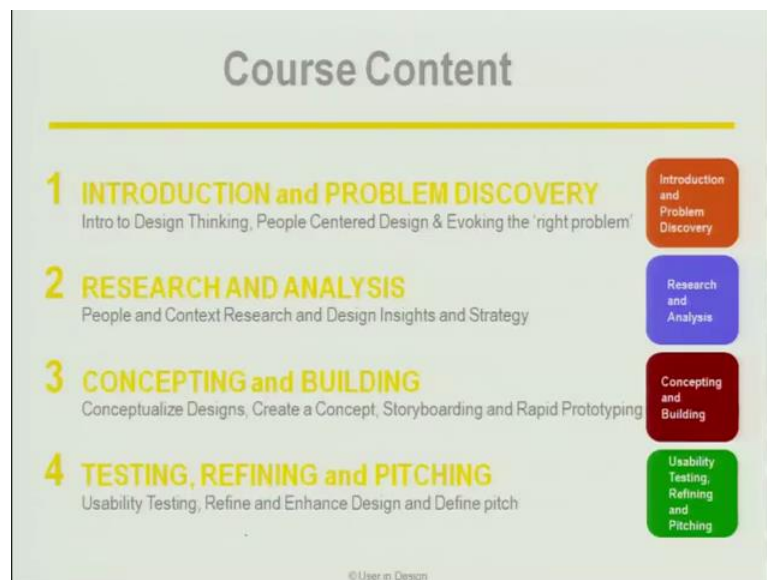 Course Content
1 INTRODUCTION and PROBLEM DISCOVERY
Intro to Design Thinking, People Centered Design & Evoking the 'right problem'
Introduction
and
Problem
Discovery
2 RESEARCH AND ANALYSIS
People and Context Research and Design Insights and Strategy
Research
and
Analysis
3 CONCEPTING and BUILDING
Conceptualize Designs, Create a Concept, Storyboarding and Rapid Prototyping
Concepting
and
Building
4 TESTING, REFINING and PITCHING
Usability Testing, Refine and Enhance Design and Define pitch
Usability
Testing,
Refining
and
Pitching
©User in Design